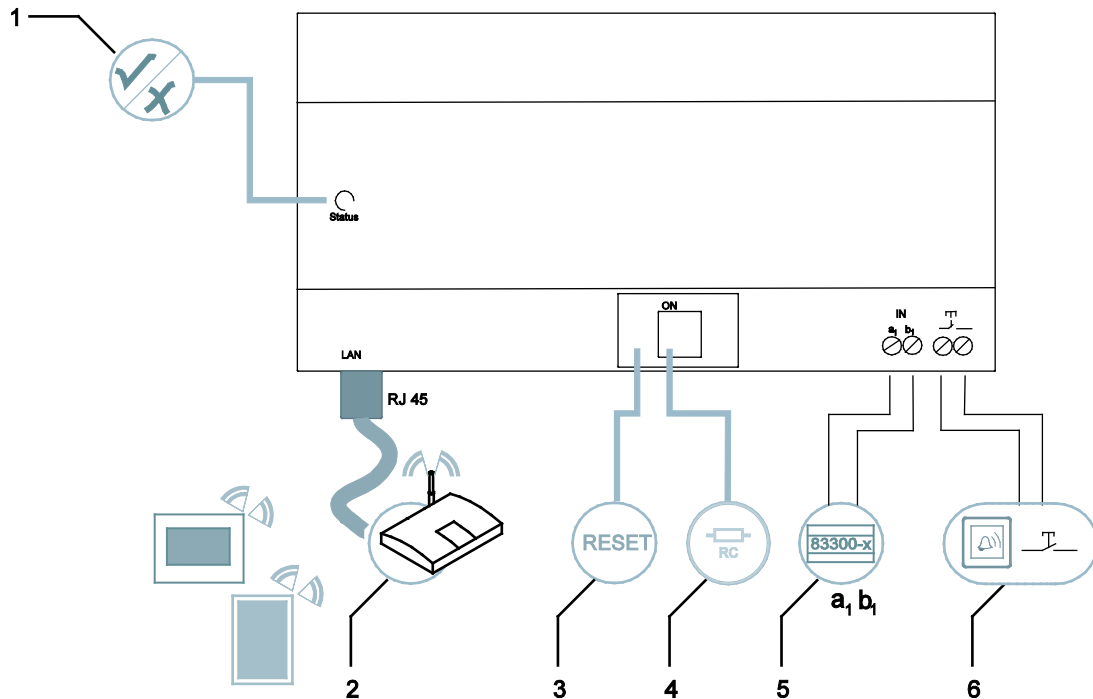 1
Status
ON
IN
a1 b1
LAN
RJ 45
RESET
RC
83300-x
a1 b1
2
3
4
5
6